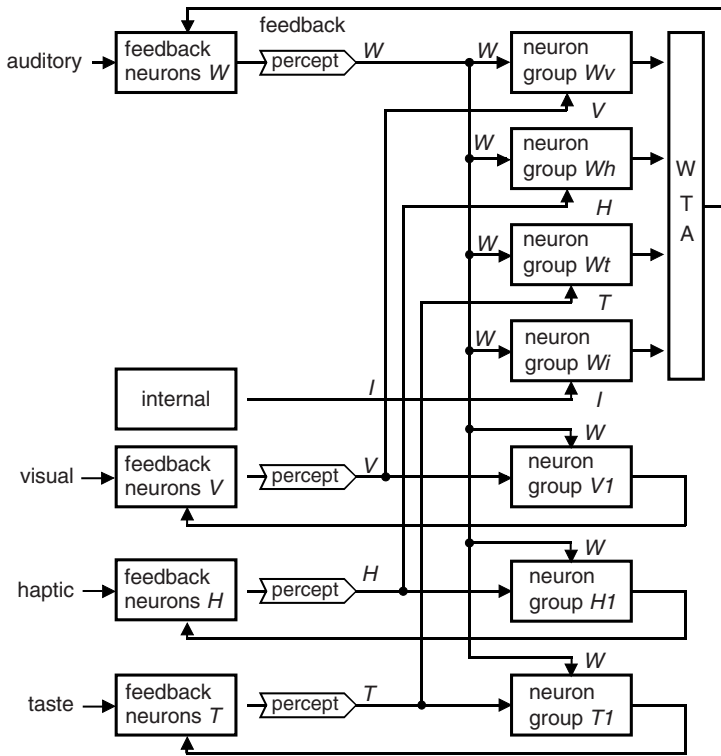 feedback
auditory
feedback
neurons W
percept
W
W
neuron
group Wv
V
W
neuron
group Wh
H
W
neuron
group Wt
T
W
neuron
group Wi
I
W
T
A
internal
I
visual
feedback
neurons V
percept
V
W
neuron
group V1
haptic
feedback
neurons H
percept
H
W
neuron
group H1
taste
feedback
neurons T
percept
T
W
neuron
group T1